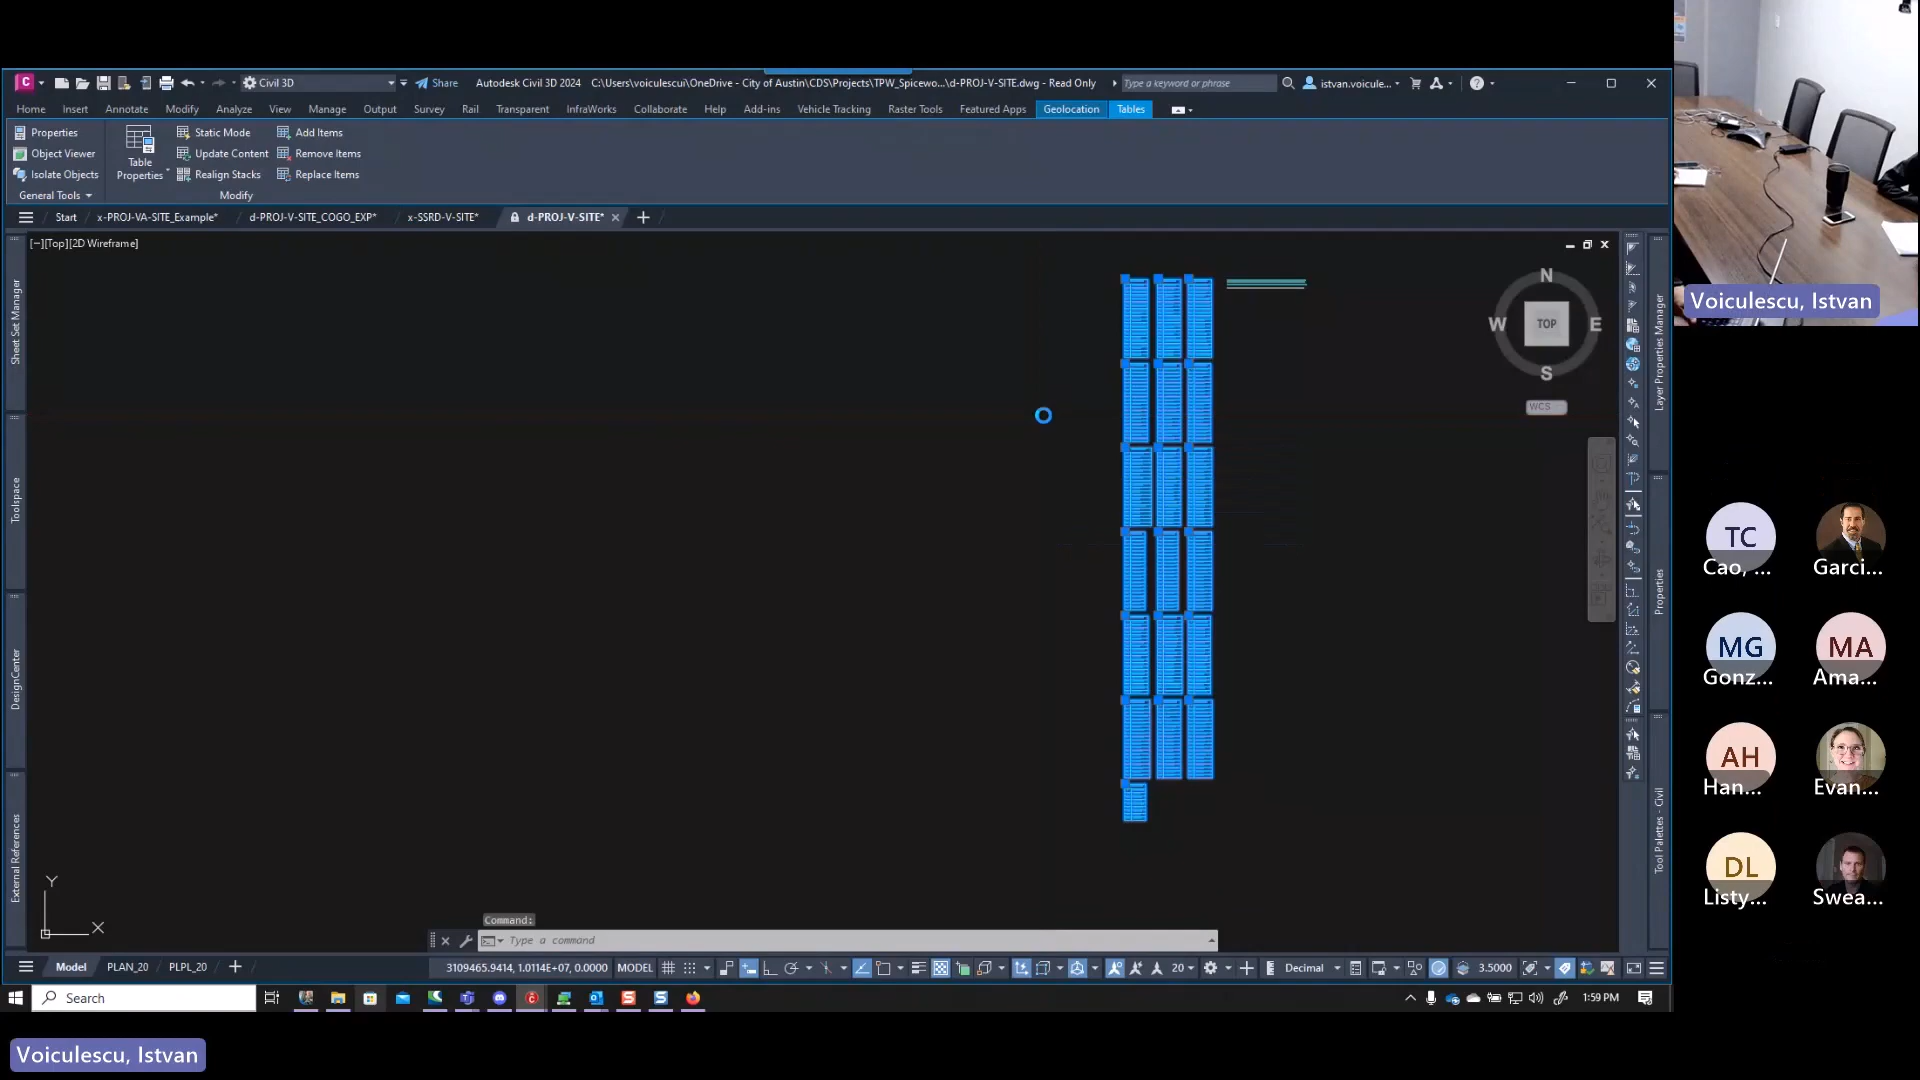 Civil 3D
Share
Autodesk Civil 3D 2024
C:\Users\voiculescui\OneDrive - City of Austin\CDS\Projects\TPW_Spicewo...\d-PROJ-V-SITE.dwg - Read Only
Type a keyword or phrase
istvan.voicule...
Home
Insert
Annotate
Modify
Analyze
View
Manage
Output
Survey
Rail
Transparent
InfraWorks
Collaborate
Help
Add-ins
Vehicle Tracking
Raster Tools
Featured Apps
Geolocation
Tables
Properties
Object Viewer
Isolate Objects
General Tools
Table
Properties
Static Mode
Update Content
Realign Stacks
Add Items
Remove Items
Replace Items
Modify
Start
x-PROJ-VA-SITE_Example*
d-PROJ-V-SITE_COGO_EXP*
x-SSRD-V-SITE*
d-PROJ-V-SITE*
[−][Top][2D Wireframe]
Sheet Set Manager
Toolspace
DesignCenter
External References
N
W
TOP
E
S
WCS
Layer Properties Manager
Properties
Tool Palettes - Civil
Y
X
Command:
Type a command
Model
PLAN_20
PLPL_20
3109465.9414, 1.0114E+07, 0.0000
MODEL
20
Decimal
3.5000
Search
1:59 PM
Voiculescu, Istvan
Voiculescu, Istvan
TC
Cao, ...
Garci...
MG
Gonz...
MA
Ama...
AH
Han...
Evan...
DL
Listy...
Swea...